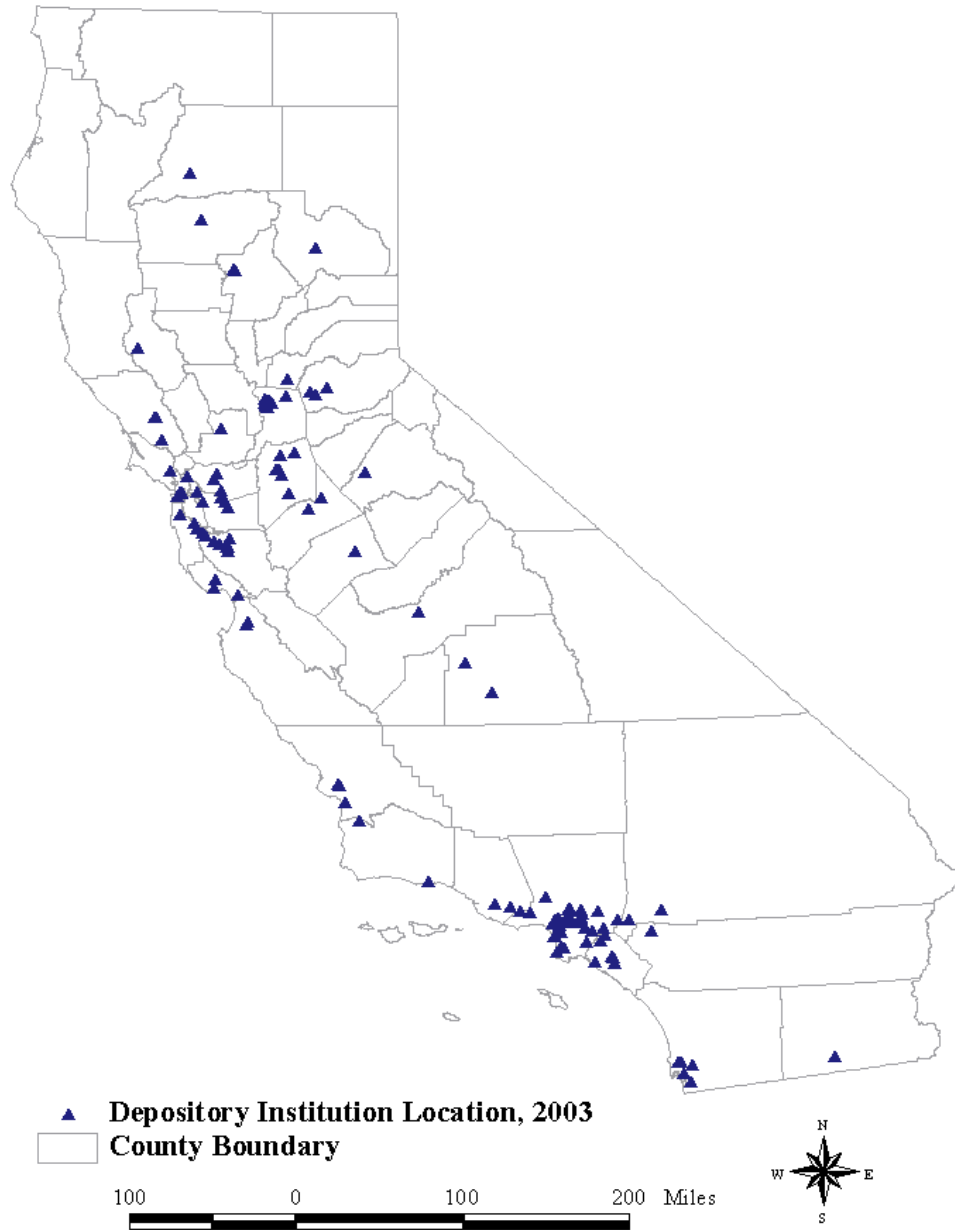 Depository Institution Location, 2003
County Boundary
N
W E
S
100 0 100 200 Miles